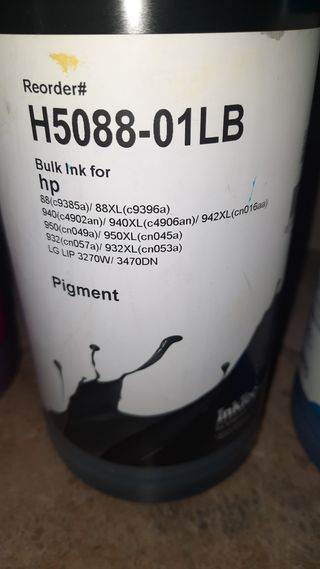 Reorder#
H5088-01LB
Bulk Ink for
hp
88(c9385a)/ 88XL(c9396a)
940(c4902an)/ 940XL(c4906an)/ 942XL(cn016aa)
950(cn049a)/ 950XL(cn045a)
932(cn057a)/ 932XL(cn053a)
LG LIP 3270W/ 3470DN
Pigment
InkTec